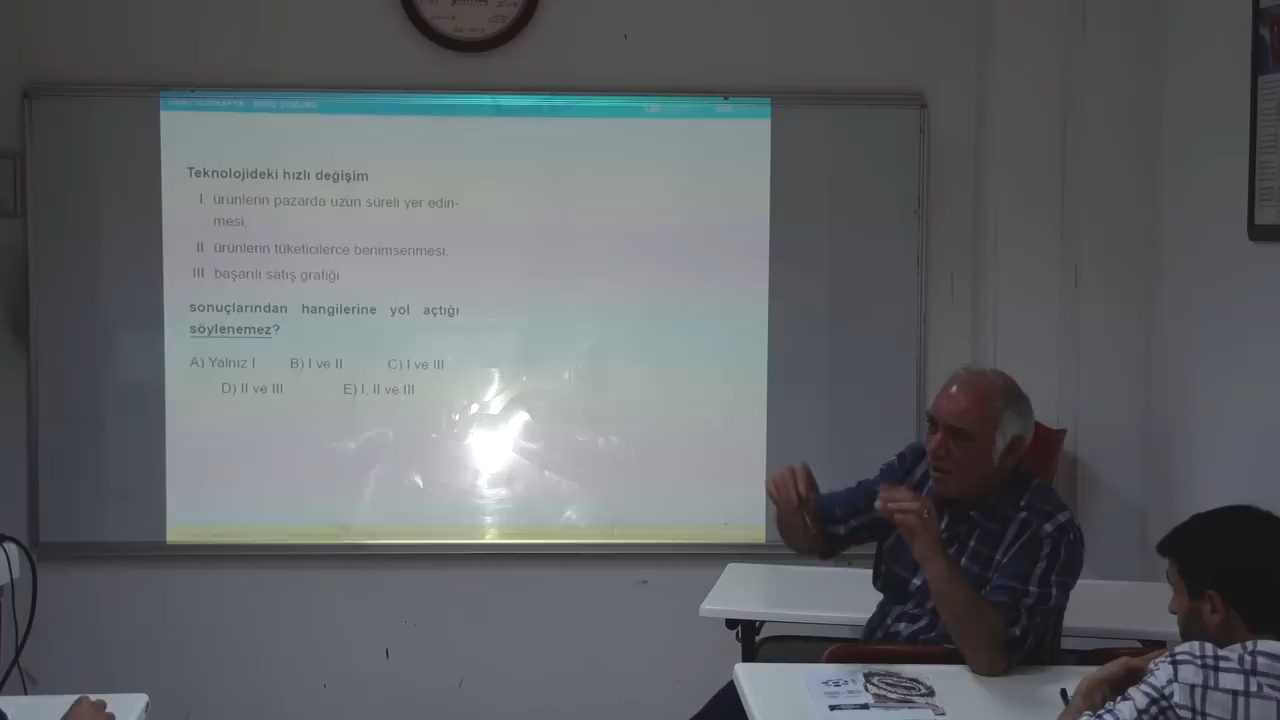 Teknolojideki hızlı değişim
I. ürünlerin pazarda uzun süreli yer edin-
mesi,
II. ürünlerin tüketicilerce benimsenmesi,
III. başarılı satış grafiği
sonuçlarından hangilerine yol açtığı
söylenemez?
A) Yalnız I B) I ve II C) I ve III
D) II ve III E) I, II ve III